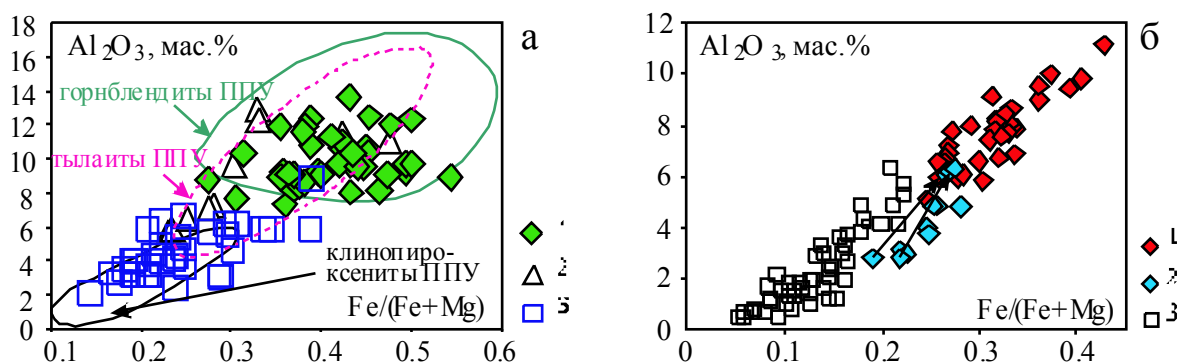 18
16
14
12
10
8
6
4
2
0
Al2O3, мас.%
а
горнблендиты ППУ
тылаиты ППУ
клинопиро-
ксениты ППУ
Fe/(Fe+Mg)
0.1
0.2
0.3
0.4
0.5
0.6
12
10
8
6
4
2
0
Al2O3, мас.%
б
Fe/(Fe+Mg)
0
0.1
0.2
0.3
0.4